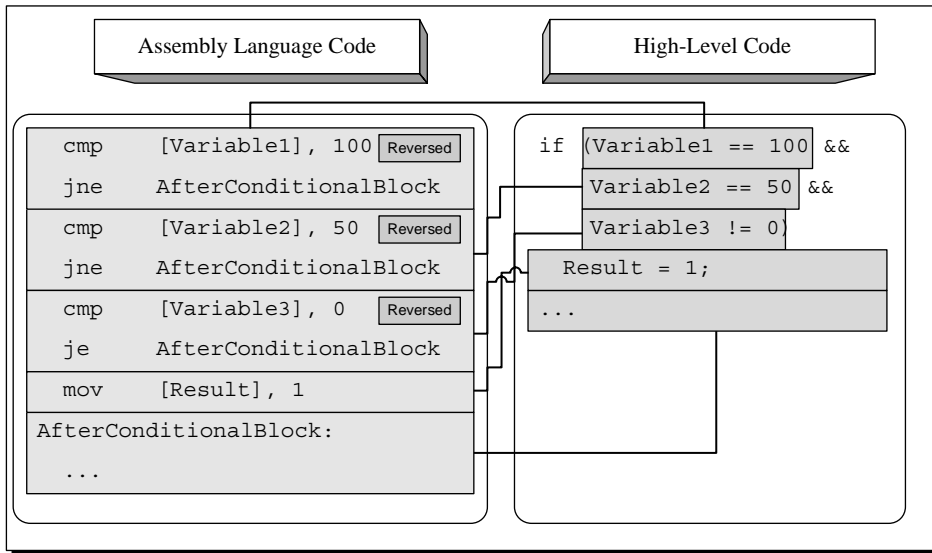 Assembly Language Code
cmp [Variable1], 100 Reversed
jne AfterConditionalBlock
cmp [Variable2], 50 Reversed
jne AfterConditionalBlock
cmp [Variable3], 0 Reversed
je AfterConditionalBlock
mov [Result], 1
AfterConditionalBlock:
...
High-Level Code
if (Variable1 == 100 &&
Variable2 == 50 &&
Variable3 != 0)
Result = 1;
...